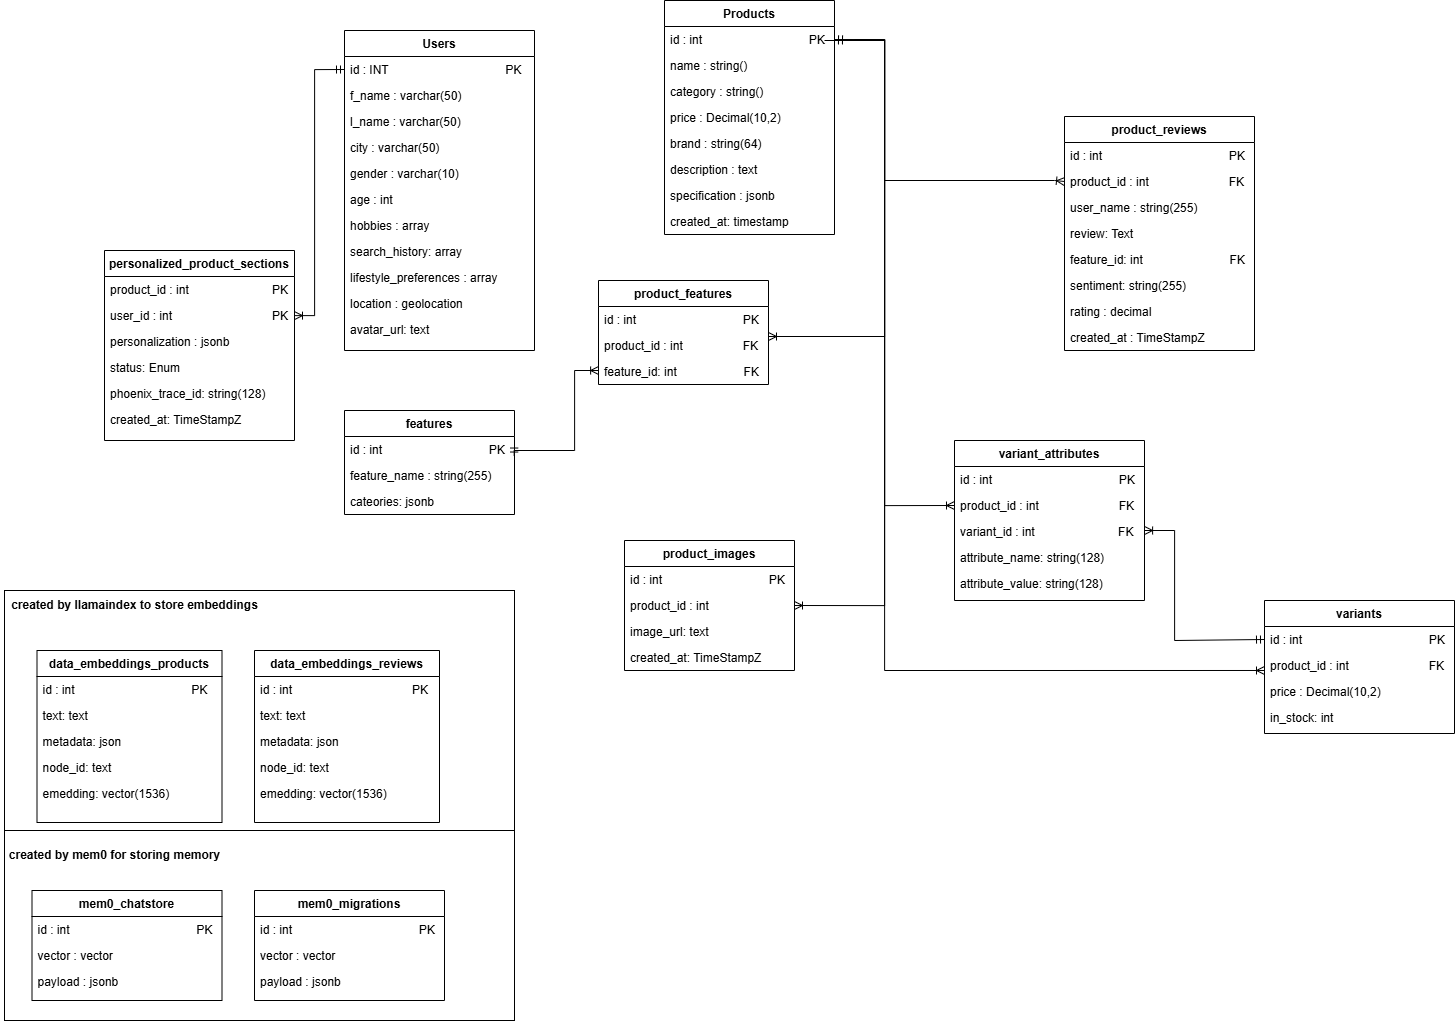 Products
id : int PK
name : string()
category : string()
price : Decimal(10,2)
brand : string(64)
description : text
specification : jsonb
created_at: timestamp
Users
id : INT PK
f_name : varchar(50)
l_name : varchar(50)
city : varchar(50)
gender : varchar(10)
age : int
hobbies : array
search_history: array
lifestyle_preferences : array
location : geolocation
avatar_url: text
product_reviews
id : int PK
product_id : int FK
user_name : string(255)
review: Text
feature_id: int FK
sentiment: string(255)
rating : decimal
created_at : TimeStampZ
personalized_product_sections
product_id : int PK
user_id : int PK
personalization : jsonb
status: Enum
phoenix_trace_id: string(128)
created_at: TimeStampZ
product_features
id : int PK
product_id : int FK
feature_id: int FK
features
id : int PK
feature_name : string(255)
cateories: jsonb
variant_attributes
id : int PK
product_id : int FK
variant_id : int FK
attribute_name: string(128)
attribute_value: string(128)
product_images
id : int PK
product_id : int
image_url: text
created_at: TimeStampZ
variants
id : int PK
product_id : int FK
price : Decimal(10,2)
in_stock: int
created by llamaindex to store embeddings
data_embeddings_products
id : int PK
text: text
metadata: json
node_id: text
emedding: vector(1536)
data_embeddings_reviews
id : int PK
text: text
metadata: json
node_id: text
emedding: vector(1536)
created by mem0 for storing memory
mem0_chatstore
id : int PK
vector : vector
payload : jsonb
mem0_migrations
id : int PK
vector : vector
payload : jsonb